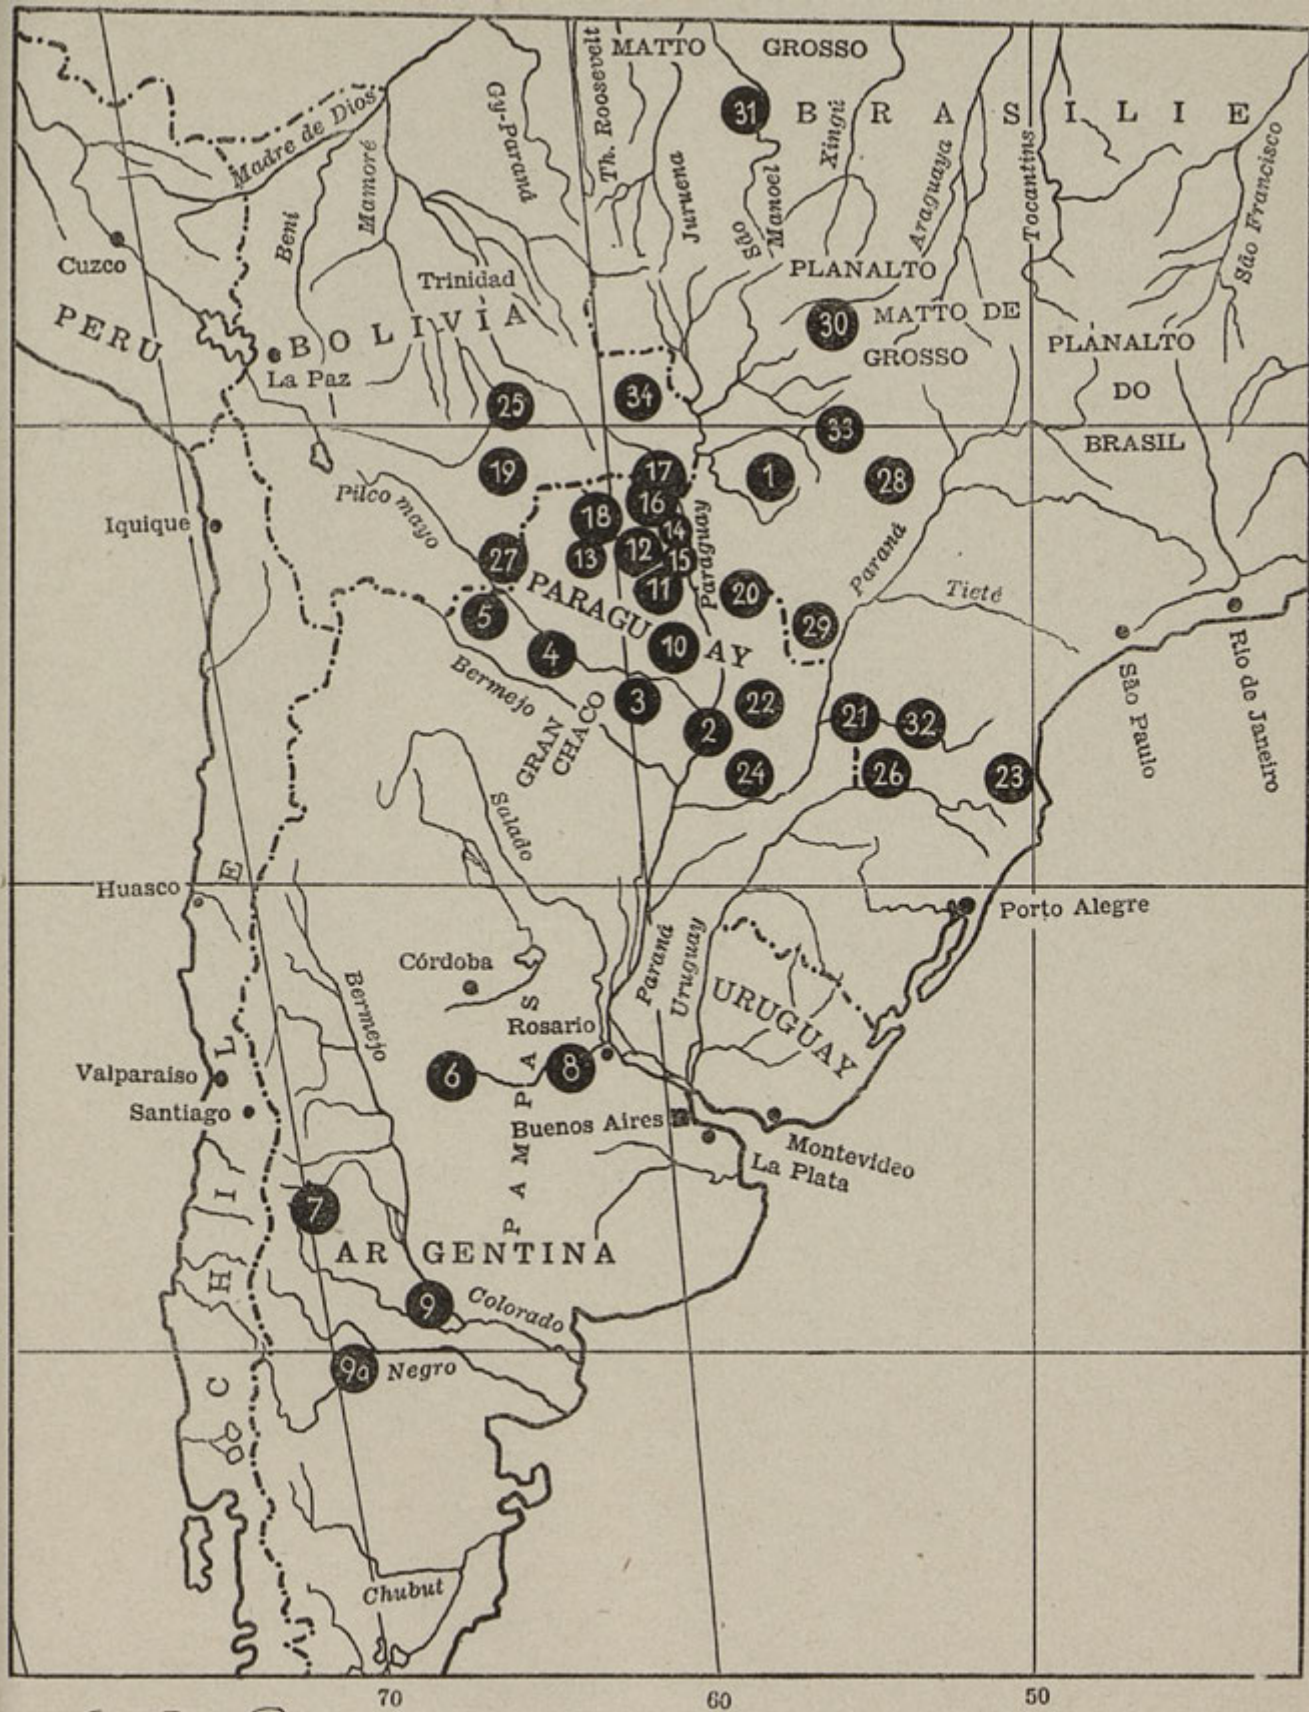 MATTO GROSSO
Th. Roosevelt
Gy-Paraná
31
B R A S I L I E
Madre de Dios
Xingú
Mamoré
Juruena
São Manoel
Araguaya
Tocantins
São Francisco
Beni
Cuzco
Trinidad
PLANALTO
MATTO DE
GROSSO
30
PERÚ
BOLIVÍA
La Paz
PLANALTO
DO
BRASIL
25
34
33
19
17
1
28
Pilco mayo
18
16
14
Iquique
27
13
12
15
Paraguay
Paraná
11
20
Tieté
5
PARAGUAY
29
4
10
Bermejo
3
22
21
32
2
GRAN
CHACO
24
26
23
São Paulo
Rio de Janeiro
Salado
Huasco
Porto Alegre
Córdoba
Paraná
Uruguay
URUGUAY
Bermejo
Rosario
Valparaiso
6
8
Santiago
Buenos Aires
Montevideo
La Plata
PAMPAS
7
ARGENTINA
CHILE
9
Colorado
9a
Negro
Chubut
70 60 50